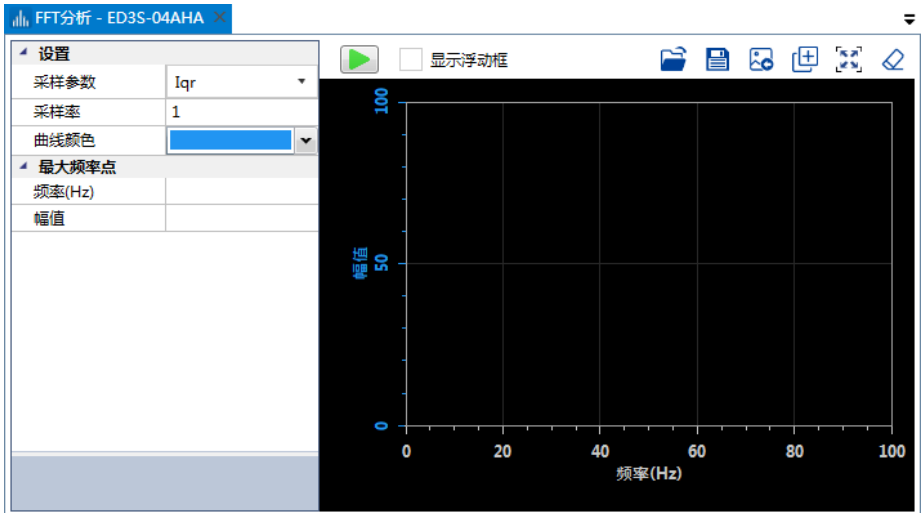 FFT分析 - ED3S-04AHA
设置
采样参数 Iqr
采样率 1
曲线颜色
最大频率点
频率(Hz)
幅值
显示浮动框
100
50
0
幅值
0 20 40 60 80 100
频率(Hz)